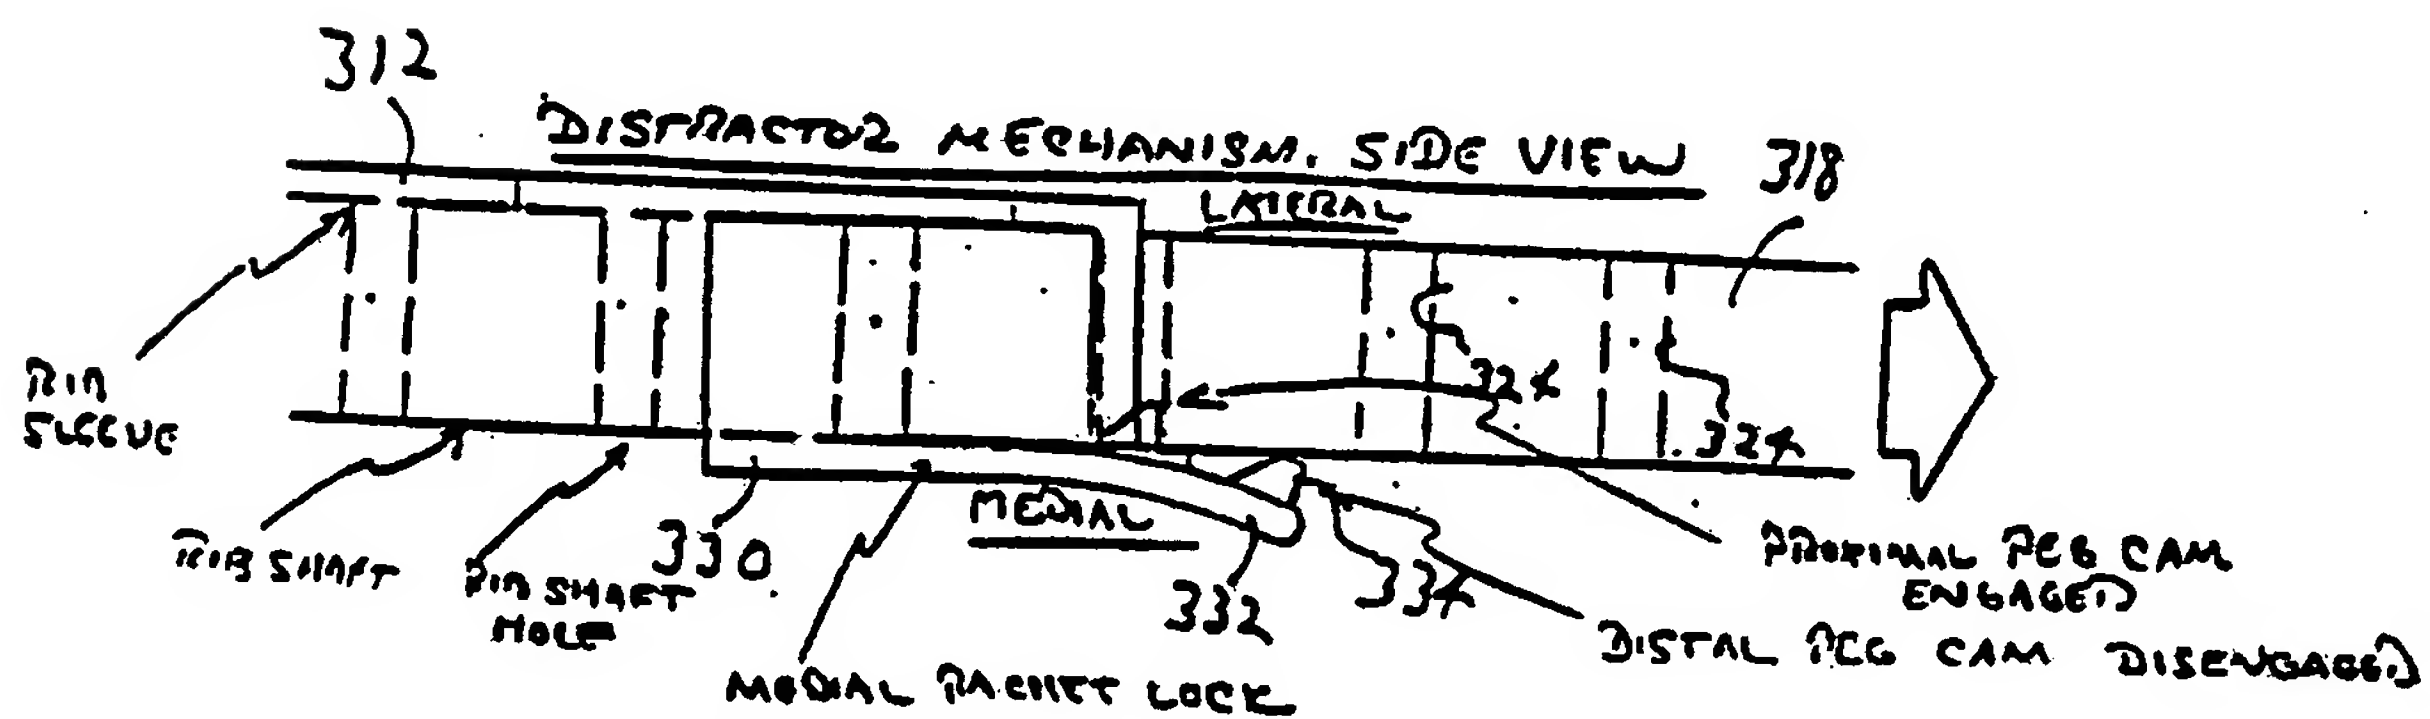 312
DISTRACTOR MECHANISM. SIDE VIEW
318
LATERAL
324
RIB
SLEEVE
324
RIB SHAFT
RIB SHAFT
HOLE
330
MEDIAL
332
334
PROXIMAL PEG CAM
ENGAGED
DISTAL PEG CAM DISENGAGED
MEDIAL RACHET LOCK